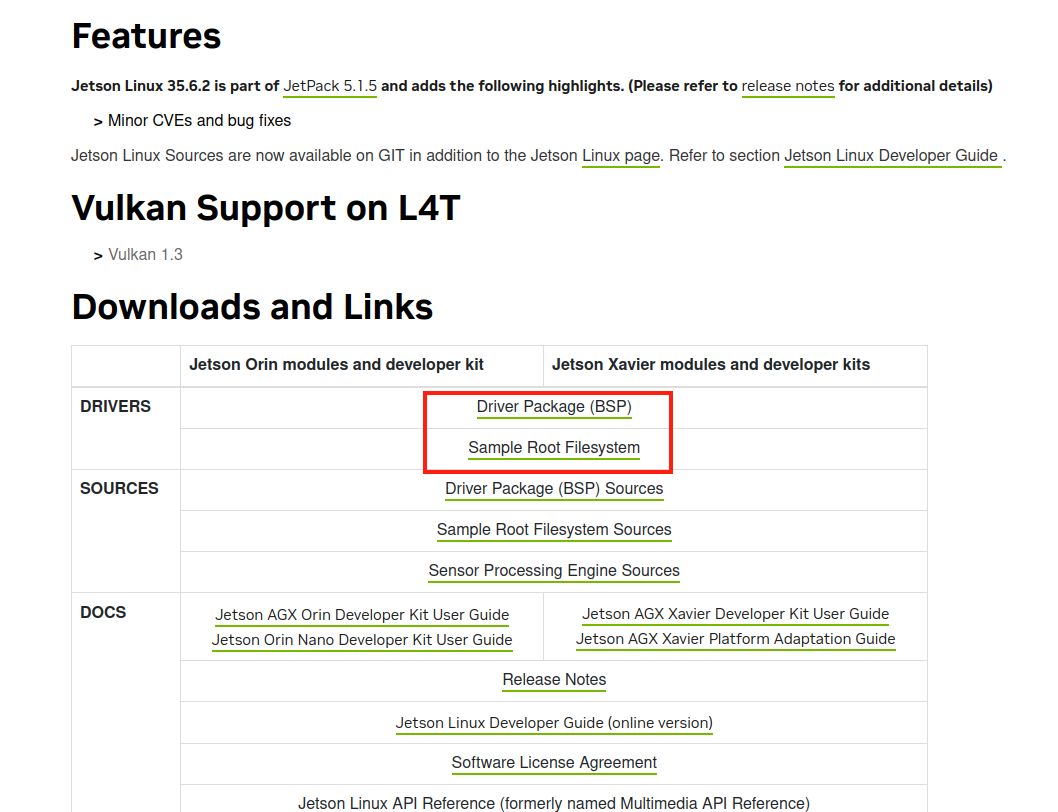 Features
Jetson Linux 35.6.2 is part of JetPack 5.1.5 and adds the following highlights. (Please refer to release notes for additional details)
> Minor CVEs and bug fixes
Jetson Linux Sources are now available on GIT in addition to the Jetson Linux page. Refer to section Jetson Linux Developer Guide .
Vulkan Support on L4T
> Vulkan 1.3
Downloads and Links
Jetson Orin modules and developer kit
Jetson Xavier modules and developer kits
DRIVERS
Driver Package (BSP)
Sample Root Filesystem
SOURCES
Driver Package (BSP) Sources
Sample Root Filesystem Sources
Sensor Processing Engine Sources
DOCS
Jetson AGX Orin Developer Kit User Guide
Jetson Orin Nano Developer Kit User Guide
Jetson AGX Xavier Developer Kit User Guide
Jetson AGX Xavier Platform Adaptation Guide
Release Notes
Jetson Linux Developer Guide (online version)
Software License Agreement
Jetson Linux API Reference (formerly named Multimedia API Reference)